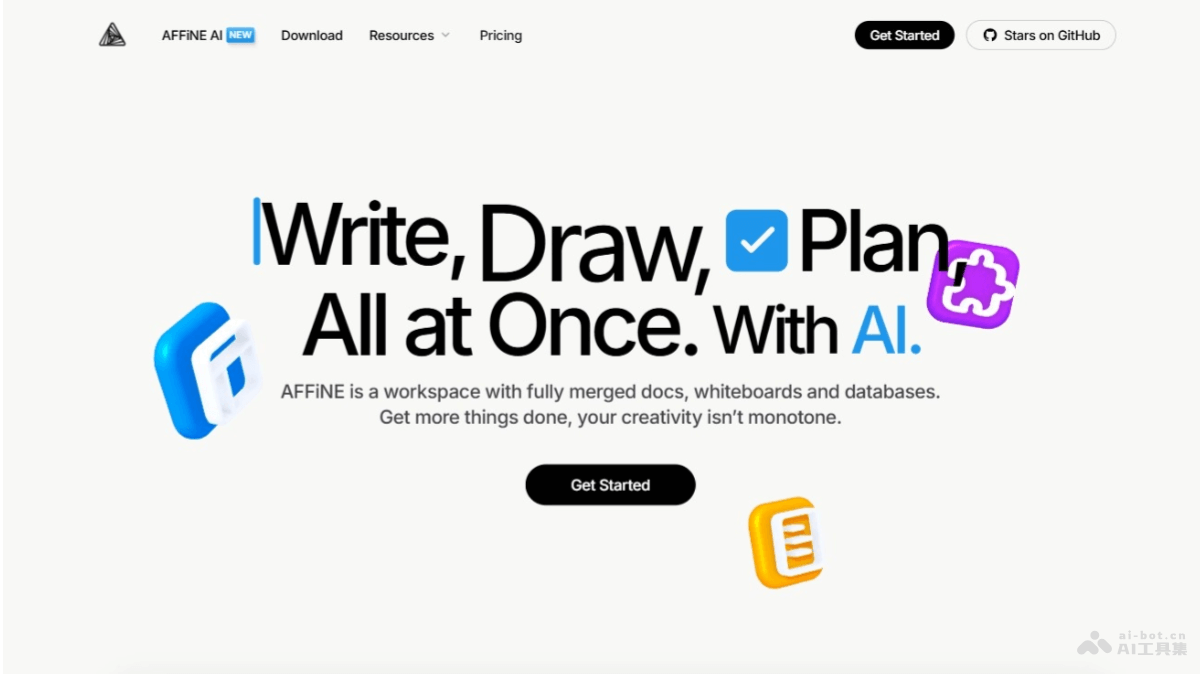 AFFiNE AI NEW Download Resources Pricing Get Started Stars on GitHub
Write, Draw, Plan,
All at Once. With AI.
AFFiNE is a workspace with fully merged docs, whiteboards and databases.
Get more things done, your creativity isn’t monotone.
Get Started
ai-bot.cn
AI工具集